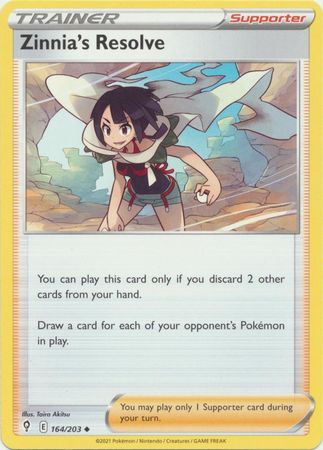 TRAINER Supporter
Zinnia's Resolve
You can play this card only if you discard 2 other
cards from your hand.
Draw a card for each of your opponent's Pokémon
in play.
Illus. Taira Akitsu
E 164/203 ◆
You may play only 1 Supporter card during
your turn.
©2021 Pokémon / Nintendo / Creatures / GAME FREAK